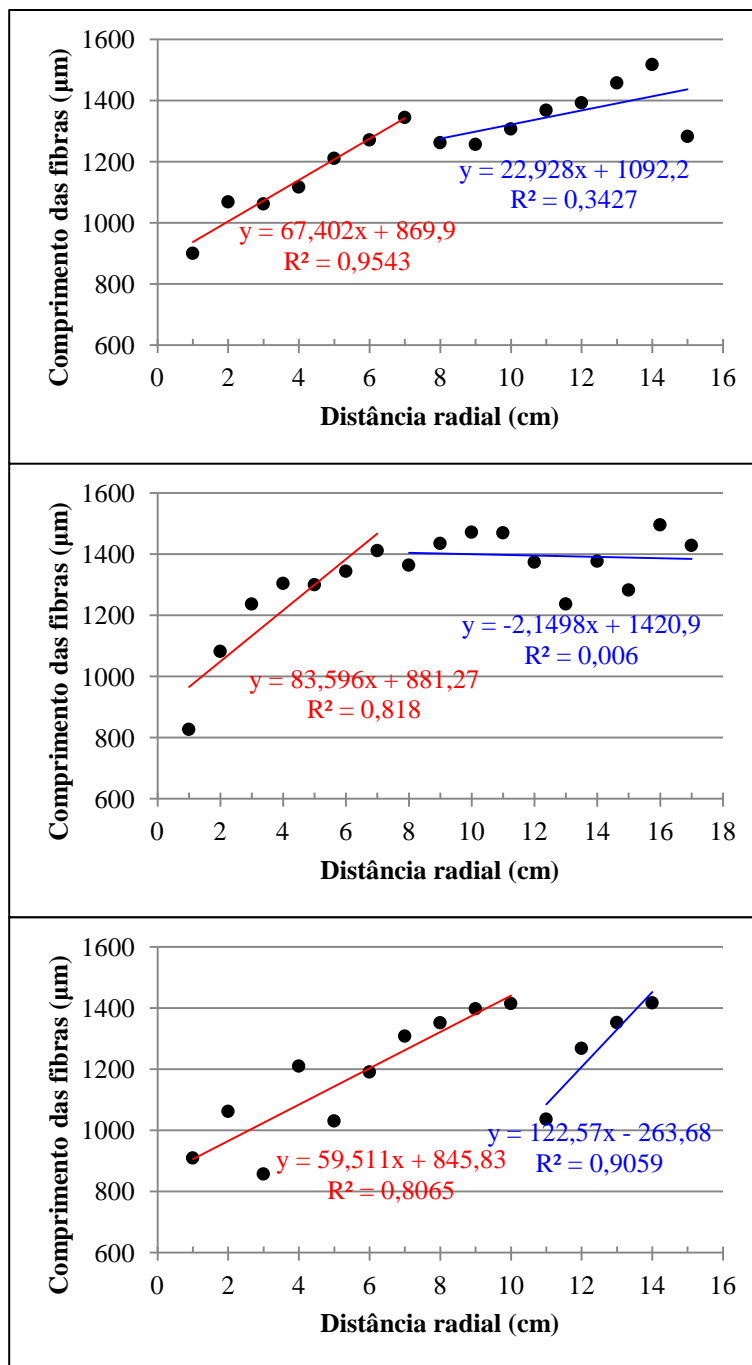 Comprimento das fibras (µm)
1600
1400
1200
1000
800
600
y = 22,928x + 1092,2
R² = 0,3427
y = 67,402x + 869,9
R² = 0,9543
0 2 4 6 8 10 12 14 16
Distância radial (cm)
Comprimento das fibras (µm)
1600
1400
1200
1000
800
600
y = -2,1498x + 1420,9
R² = 0,006
y = 83,596x + 881,27
R² = 0,818
0 2 4 6 8 10 12 14 16 18
Distância radial (cm)
Comprimento das fibras (µm)
1600
1400
1200
1000
800
600
y = 122,57x - 263,68
R² = 0,9059
y = 59,511x + 845,83
R² = 0,8065
0 2 4 6 8 10 12 14 16
Distância radial (cm)